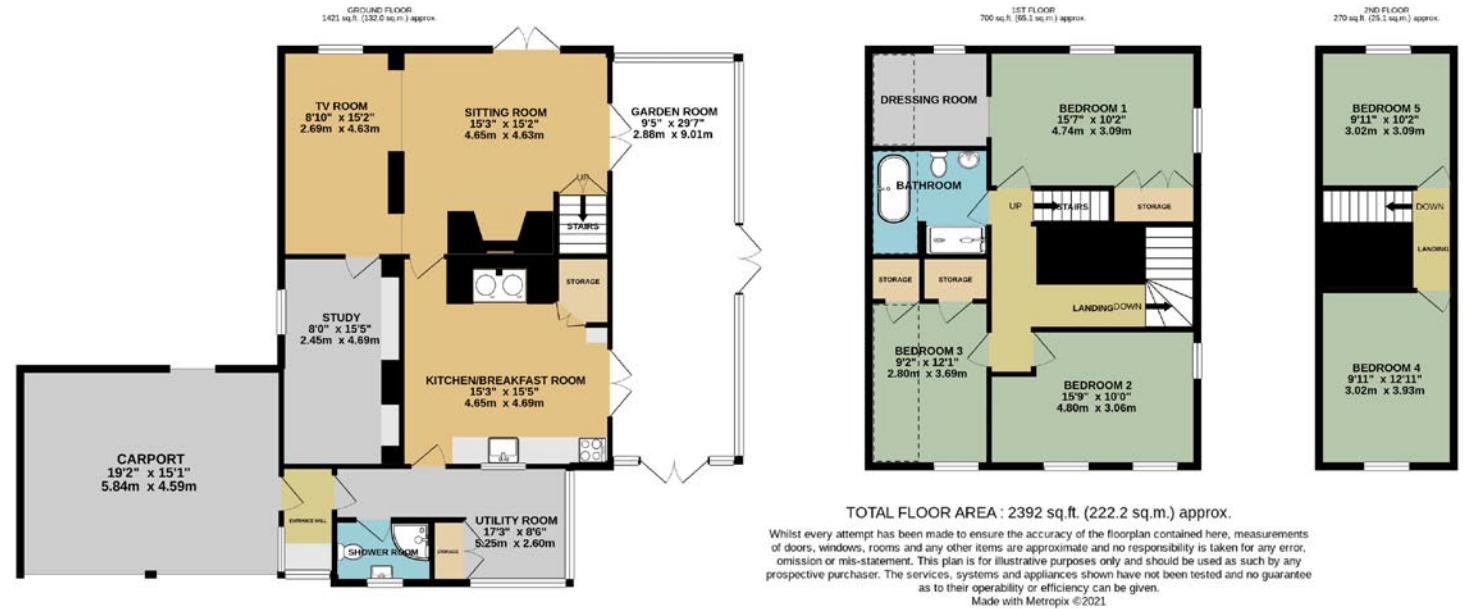 GROUND FLOOR
1421 sq.ft. (132.0 sq.m.) approx.
TV ROOM
8'10" x 15'2"
2.69m x 4.63m
SITTING ROOM
15'3" x 15'2"
4.65m x 4.63m
GARDEN ROOM
9'5" x 29'7"
2.88m x 9.01m
UP
STAIRS
STORAGE
STUDY
8'0" x 15'5"
2.45m x 4.69m
KITCHEN/BREAKFAST ROOM
15'3" x 15'5"
4.65m x 4.69m
CARPORT
19'2" x 15'1"
5.84m x 4.59m
ENTRANCE HALL
SHOWER ROOM
STORAGE
UTILITY ROOM
17'3" x 8'6"
5.25m x 2.60m
1ST FLOOR
700 sq.ft. (65.1 sq.m.) approx.
DRESSING ROOM
BEDROOM 1
15'7" x 10'2"
4.74m x 3.09m
BATHROOM
UP
STAIRS
STORAGE
STORAGE
STORAGE
LANDING
DOWN
BEDROOM 3
9'2" x 12'1"
2.80m x 3.69m
BEDROOM 2
15'9" x 10'0"
4.80m x 3.06m
2ND FLOOR
270 sq.ft. (25.1 sq.m.) approx.
BEDROOM 5
9'11" x 10'2"
3.02m x 3.09m
DOWN
LANDING
BEDROOM 4
9'11" x 12'11"
3.02m x 3.93m
TOTAL FLOOR AREA : 2392 sq.ft. (222.2 sq.m.) approx.
Whilst every attempt has been made to ensure the accuracy of the floorplan contained here, measurements
of doors, windows, rooms and any other items are approximate and no responsibility is taken for any error,
omission or mis-statement. This plan is for illustrative purposes only and should be used as such by any
prospective purchaser. The services, systems and appliances shown have not been tested and no guarantee
as to their operability or efficiency can be given.
Made with Metropix ©2021